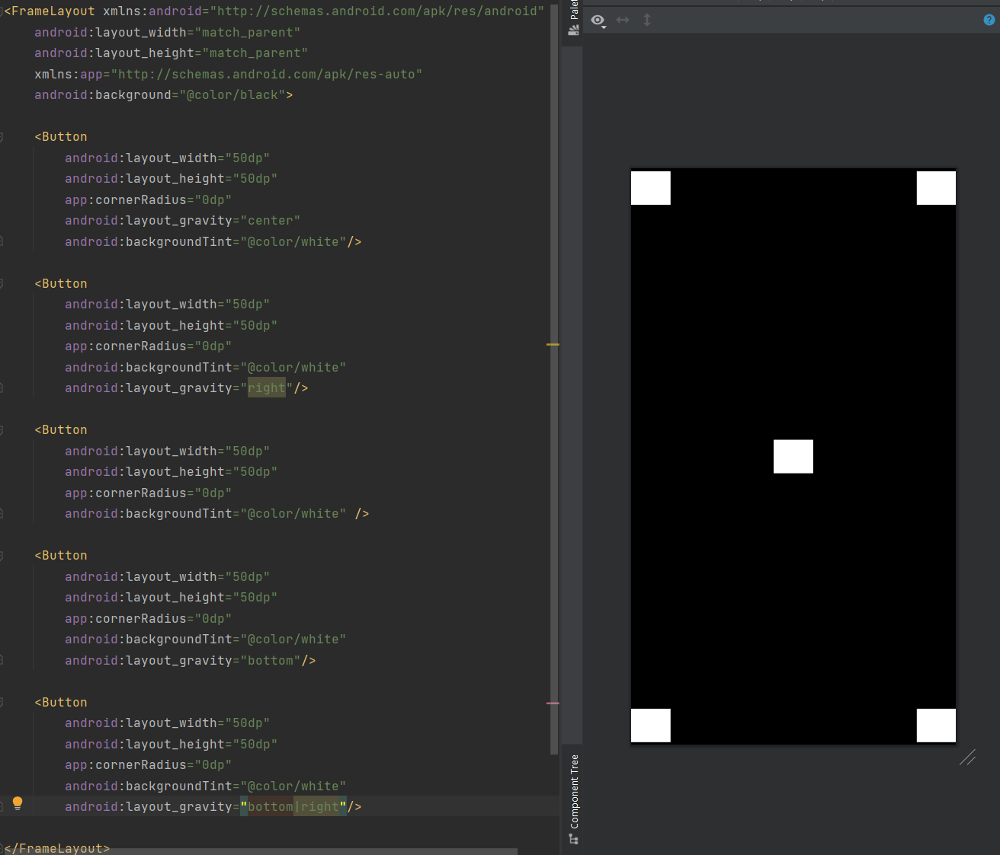 <FrameLayout xmlns:android="http://schemas.android.com/apk/res/android"
    android:layout_width="match_parent"
    android:layout_height="match_parent"
    xmlns:app="http://schemas.android.com/apk/res-auto"
    android:background="@color/black">
    <Button
        android:layout_width="50dp"
        android:layout_height="50dp"
        app:cornerRadius="0dp"
        android:layout_gravity="center"
        android:backgroundTint="@color/white"/>
    <Button
        android:layout_width="50dp"
        android:layout_height="50dp"
        app:cornerRadius="0dp"
        android:backgroundTint="@color/white"
        android:layout_gravity="right"/>
    <Button
        android:layout_width="50dp"
        android:layout_height="50dp"
        app:cornerRadius="0dp"
        android:backgroundTint="@color/white" />
    <Button
        android:layout_width="50dp"
        android:layout_height="50dp"
        app:cornerRadius="0dp"
        android:backgroundTint="@color/white"
        android:layout_gravity="bottom"/>
    <Button
        android:layout_width="50dp"
        android:layout_height="50dp"
        app:cornerRadius="0dp"
        android:backgroundTint="@color/white"
        android:layout_gravity="bottom|right"/>
</FrameLayout>
Component Tree
?